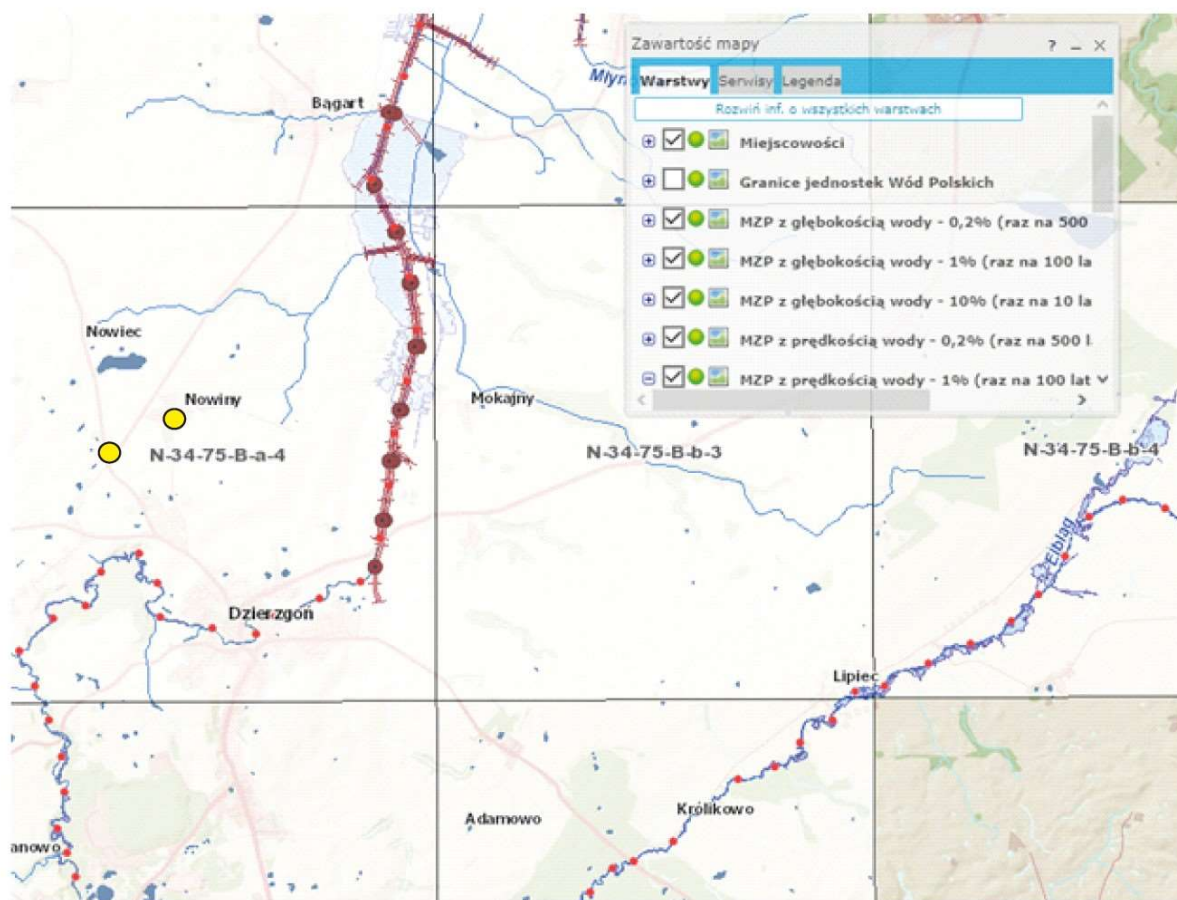 Zawartość mapy
? _ ×
Warstwy Serwisy Legenda
Rozwiń inf. o wszystkich warstwach
Miejscowości
Granice jednostek Wód Polskich
MZP z głębokością wody - 0,2% (raz na 500
MZP z głębokością wody - 1% (raz na 100 la
MZP z głębokością wody - 10% (raz na 10 la
MZP z prędkością wody - 0,2% (raz na 500 l
MZP z prędkością wody - 1% (raz na 100 lat
Młyn
Bągart
Nowiec
Nowiny
Mokajny
N-34-75-B-a-4
N-34-75-B-b-3
N-34-75-B-b-4
Elbląg
Dzierzgoń
Lipiec
Królikowo
Adamowo
anowo